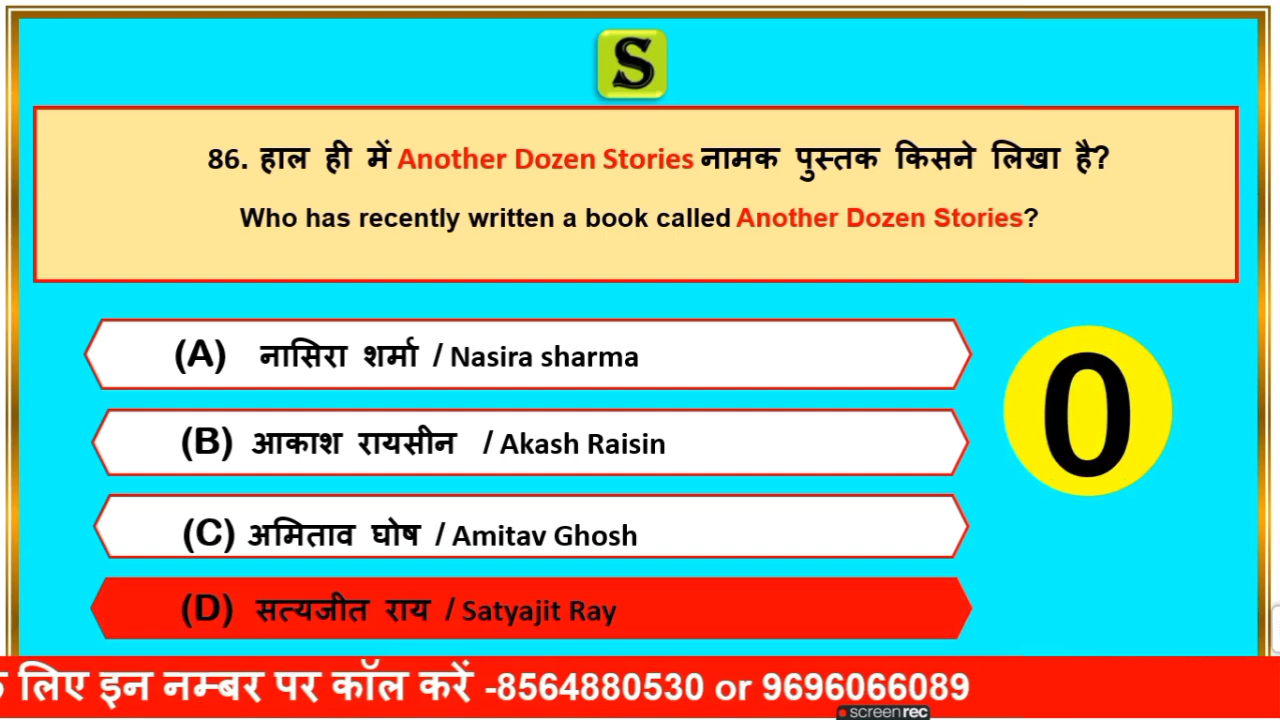 S
86. हाल ही में Another Dozen Stories नामक पुस्तक किसने लिखा है?
Who has recently written a book called Another Dozen Stories?
(A) नासिरा शर्मा / Nasira sharma
(B) आकाश रायसीन / Akash Raisin
0
(C) अमिताव घोष / Amitav Ghosh
(D) सत्यजीत राय / Satyajit Ray
लिए इन नम्बर पर कॉल करें -8564880530 or 9696066089
screenrec